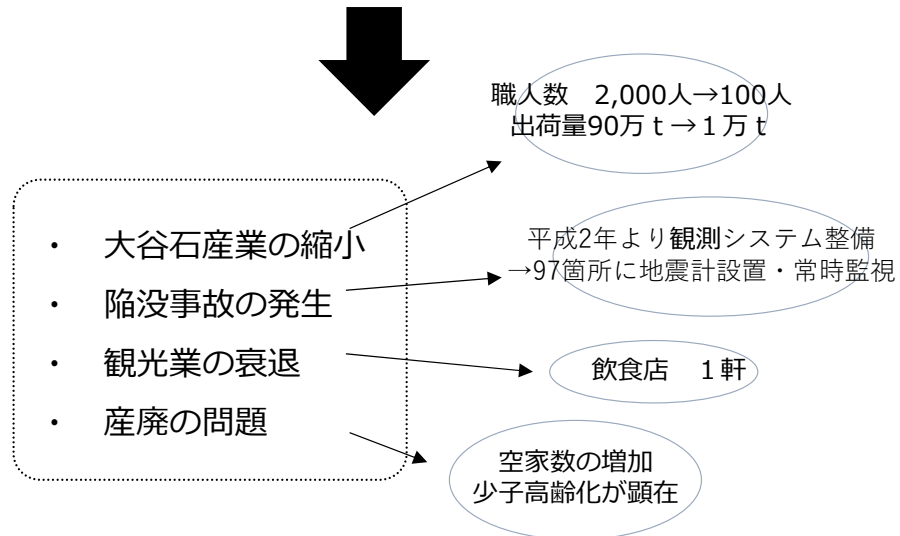 職人数　2,000人→100人
出荷量90万ｔ→１万ｔ
・　大谷石産業の縮小
平成2年より観測システム整備
→97箇所に地震計設置・常時監視
・　陥没事故の発生
・　観光業の衰退
飲食店　１軒
・　産廃の問題
空家数の増加
少子高齢化が顕在